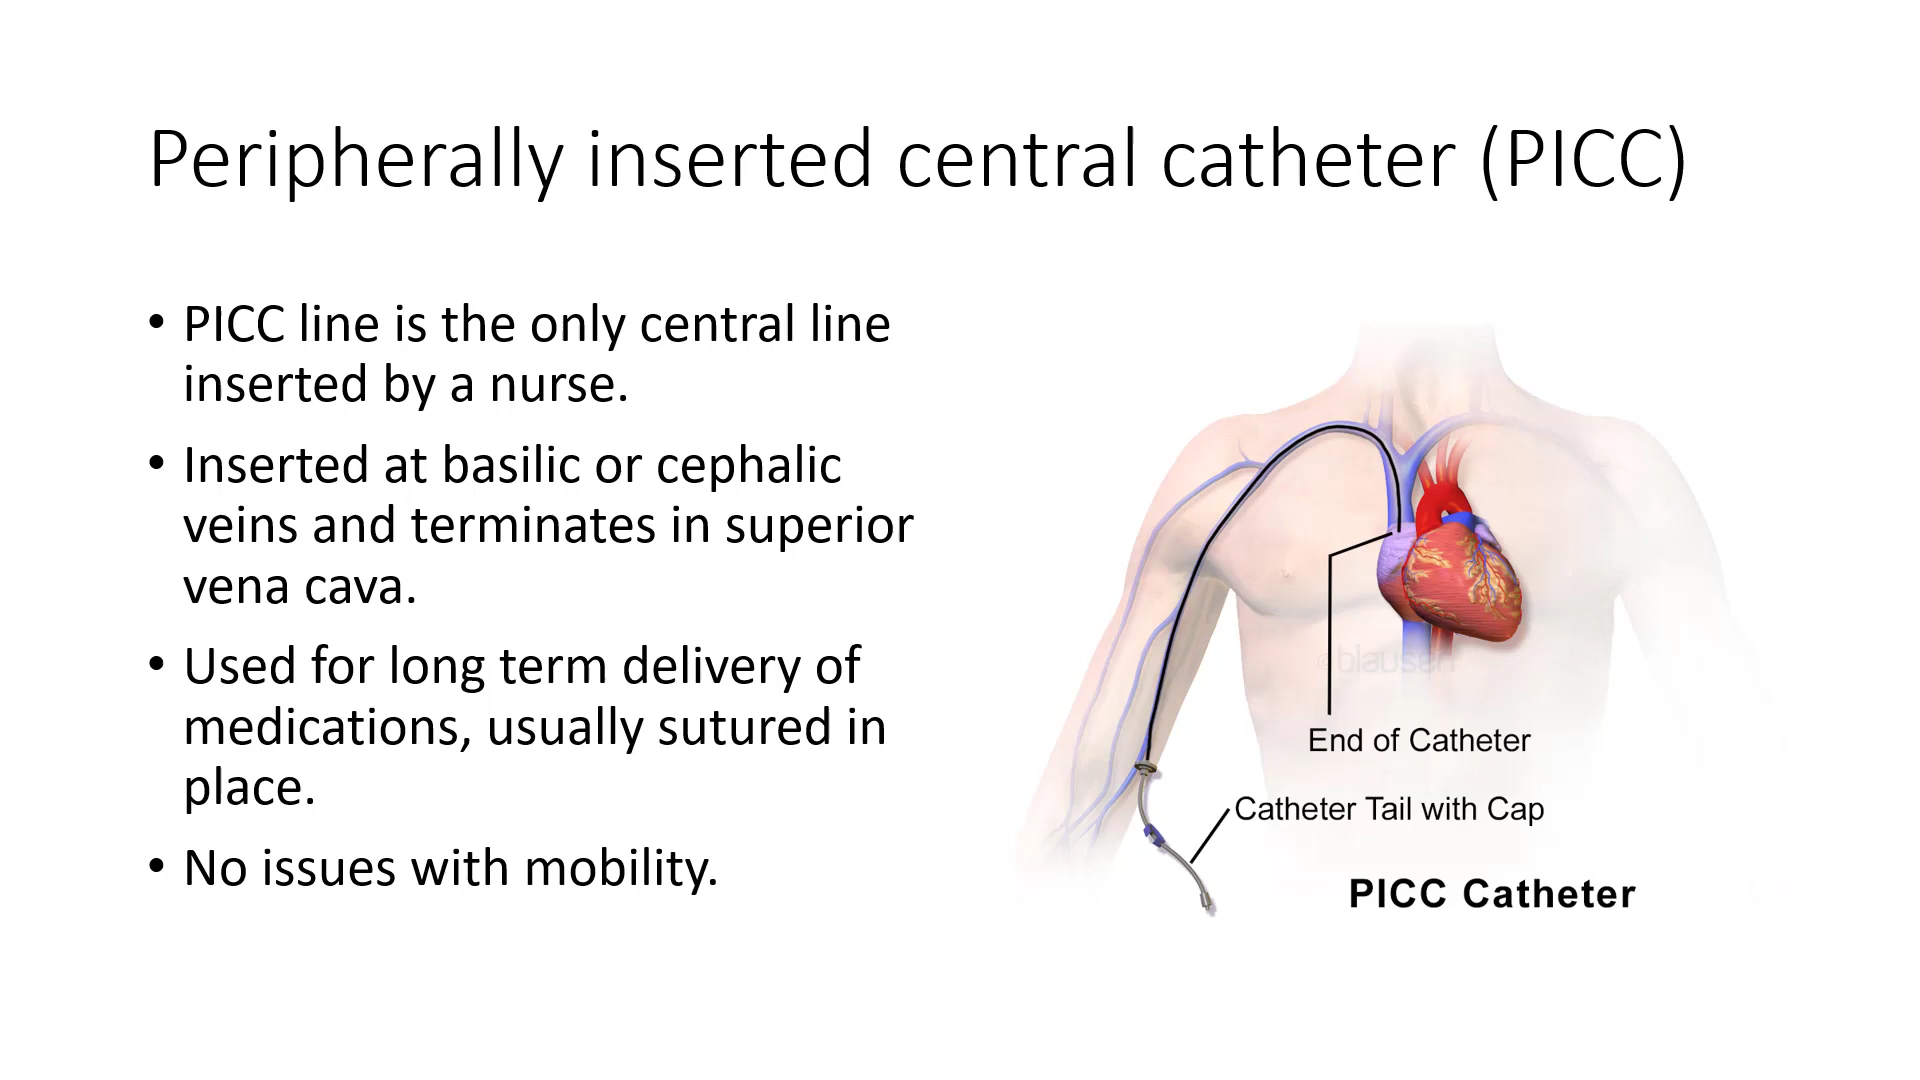 Peripherally inserted central catheter (PICC)
• PICC line is the only central line
inserted by a nurse.
• Inserted at basilic or cephalic
veins and terminates in superior
vena cava.
• Used for long term delivery of
medications, usually sutured in
place.
• No issues with mobility.
©blausen
End of Catheter
Catheter Tail with Cap
PICC Catheter